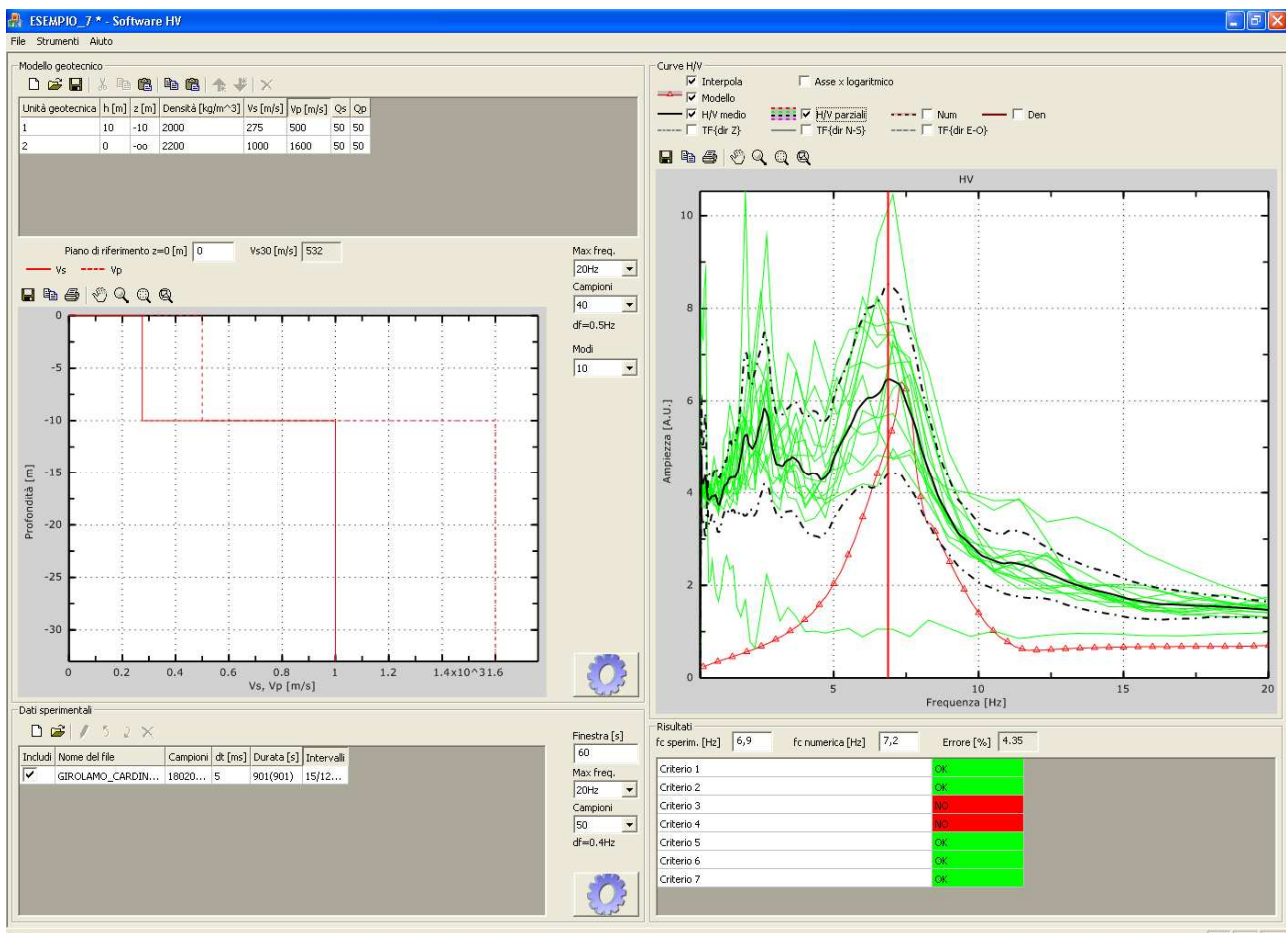 ESEMPIO_7 * - Software HV
File Strumenti Aiuto
Modello geotecnico
Unità geotecnica h [m] z [m] Densità [kg/m^3] Vs [m/s] Vp [m/s] Qs Qp
1 10 -10 2000 275 500 50 50
2 0 -oo 2200 1000 1600 50 50
Piano di riferimento z=0 [m] 0 Vs30 [m/s] 532
Vs Vp
Max freq.
20Hz
Campioni
40
df=0.5Hz
Modi
10
0
-5
-10
-15
-20
-25
-30
Profondità [m]
0 0.2 0.4 0.6 0.8 1 1.2 1.4x10^3 1.6
Vs, Vp [m/s]
Dati sperimentali
Includi Nome del file Campioni dt [ms] Durata [s] Intervalli
GIROLAMO_CARDIN... 18020... 5 901(901) 15/12...
Finestra [s]
60
Max freq.
20Hz
Campioni
50
df=0.4Hz
Curve H/V
Interpola Asse x logaritmico
Modello
H/V medio H/V parziali Num Den
TF{dir Z} TF{dir N-S} TF{dir E-O}
HV
10
8
6
4
2
0
Ampiezza [A.U.]
5 10 15 20
Frequenza [Hz]
Risultati
fc sperim. [Hz] 6,9 fc numerica [Hz] 7,2 Errore [%] 4.35
Criterio 1 OK
Criterio 2 OK
Criterio 3 NO
Criterio 4 NO
Criterio 5 OK
Criterio 6 OK
Criterio 7 OK